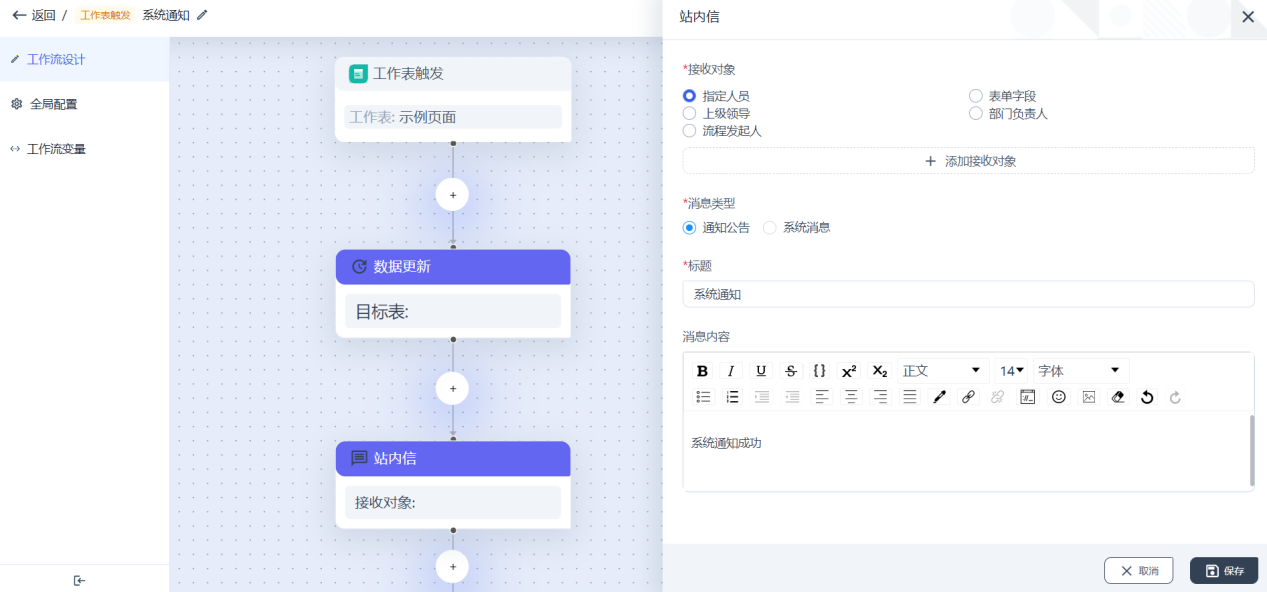 返回 / 工作表触发 系统通知
工作流设计
全局配置
工作流变量
工作表触发
工作表: 示例页面
+
数据更新
目标表:
+
站内信
接收对象:
+
站内信
*接收对象
指定人员
表单字段
上级领导
部门负责人
流程发起人
+ 添加接收对象
*消息类型
通知公告 系统消息
*标题
系统通知
消息内容
B I U S {} X² X₂ 正文 14 字体
系统通知成功
取消 保存